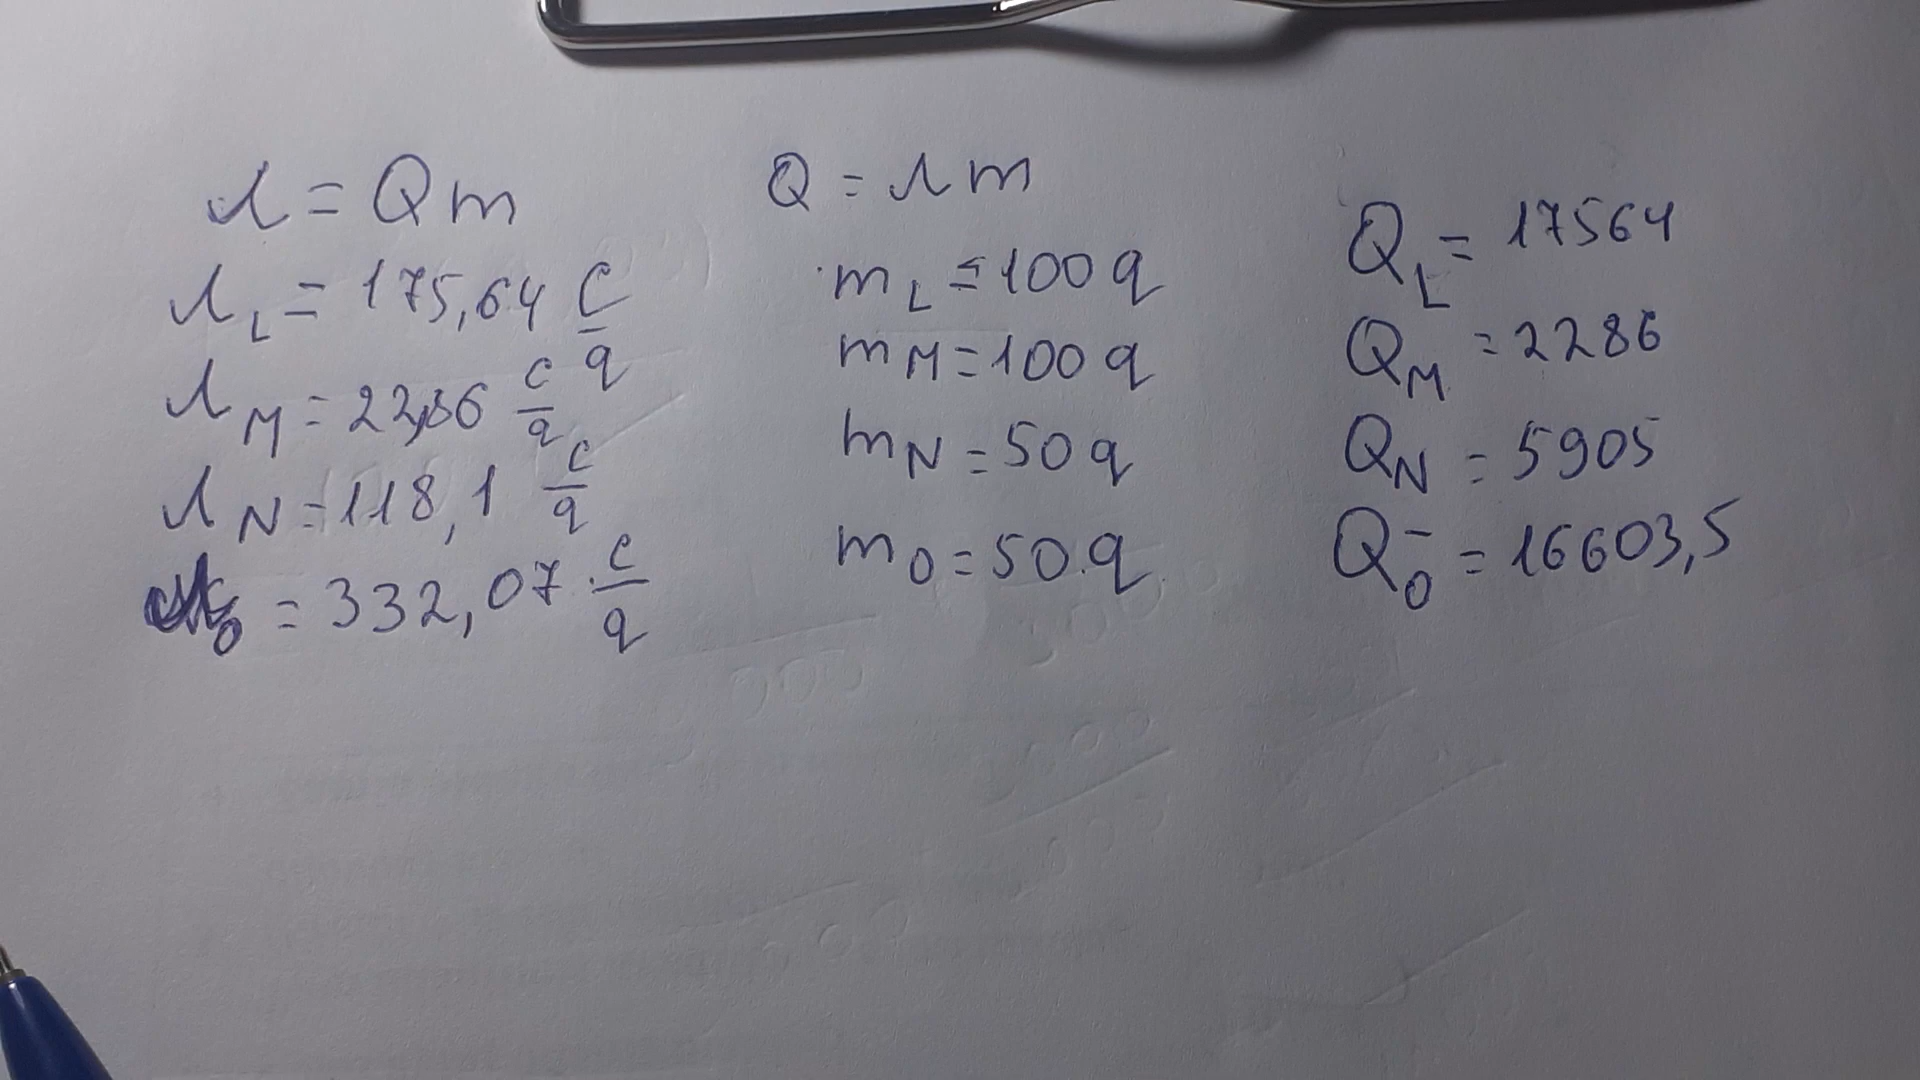 λ = Qm
λL = 175,64 c/q
λM = 22,86 c/q
λN = 118,1 c/q
λO = 332,07 c/q
Q = λm
mL = 100 q
mM = 100 q
mN = 50 q
mO = 50 q
QL = 17564
QM = 2286
QN = 5905
QO = 16603,5